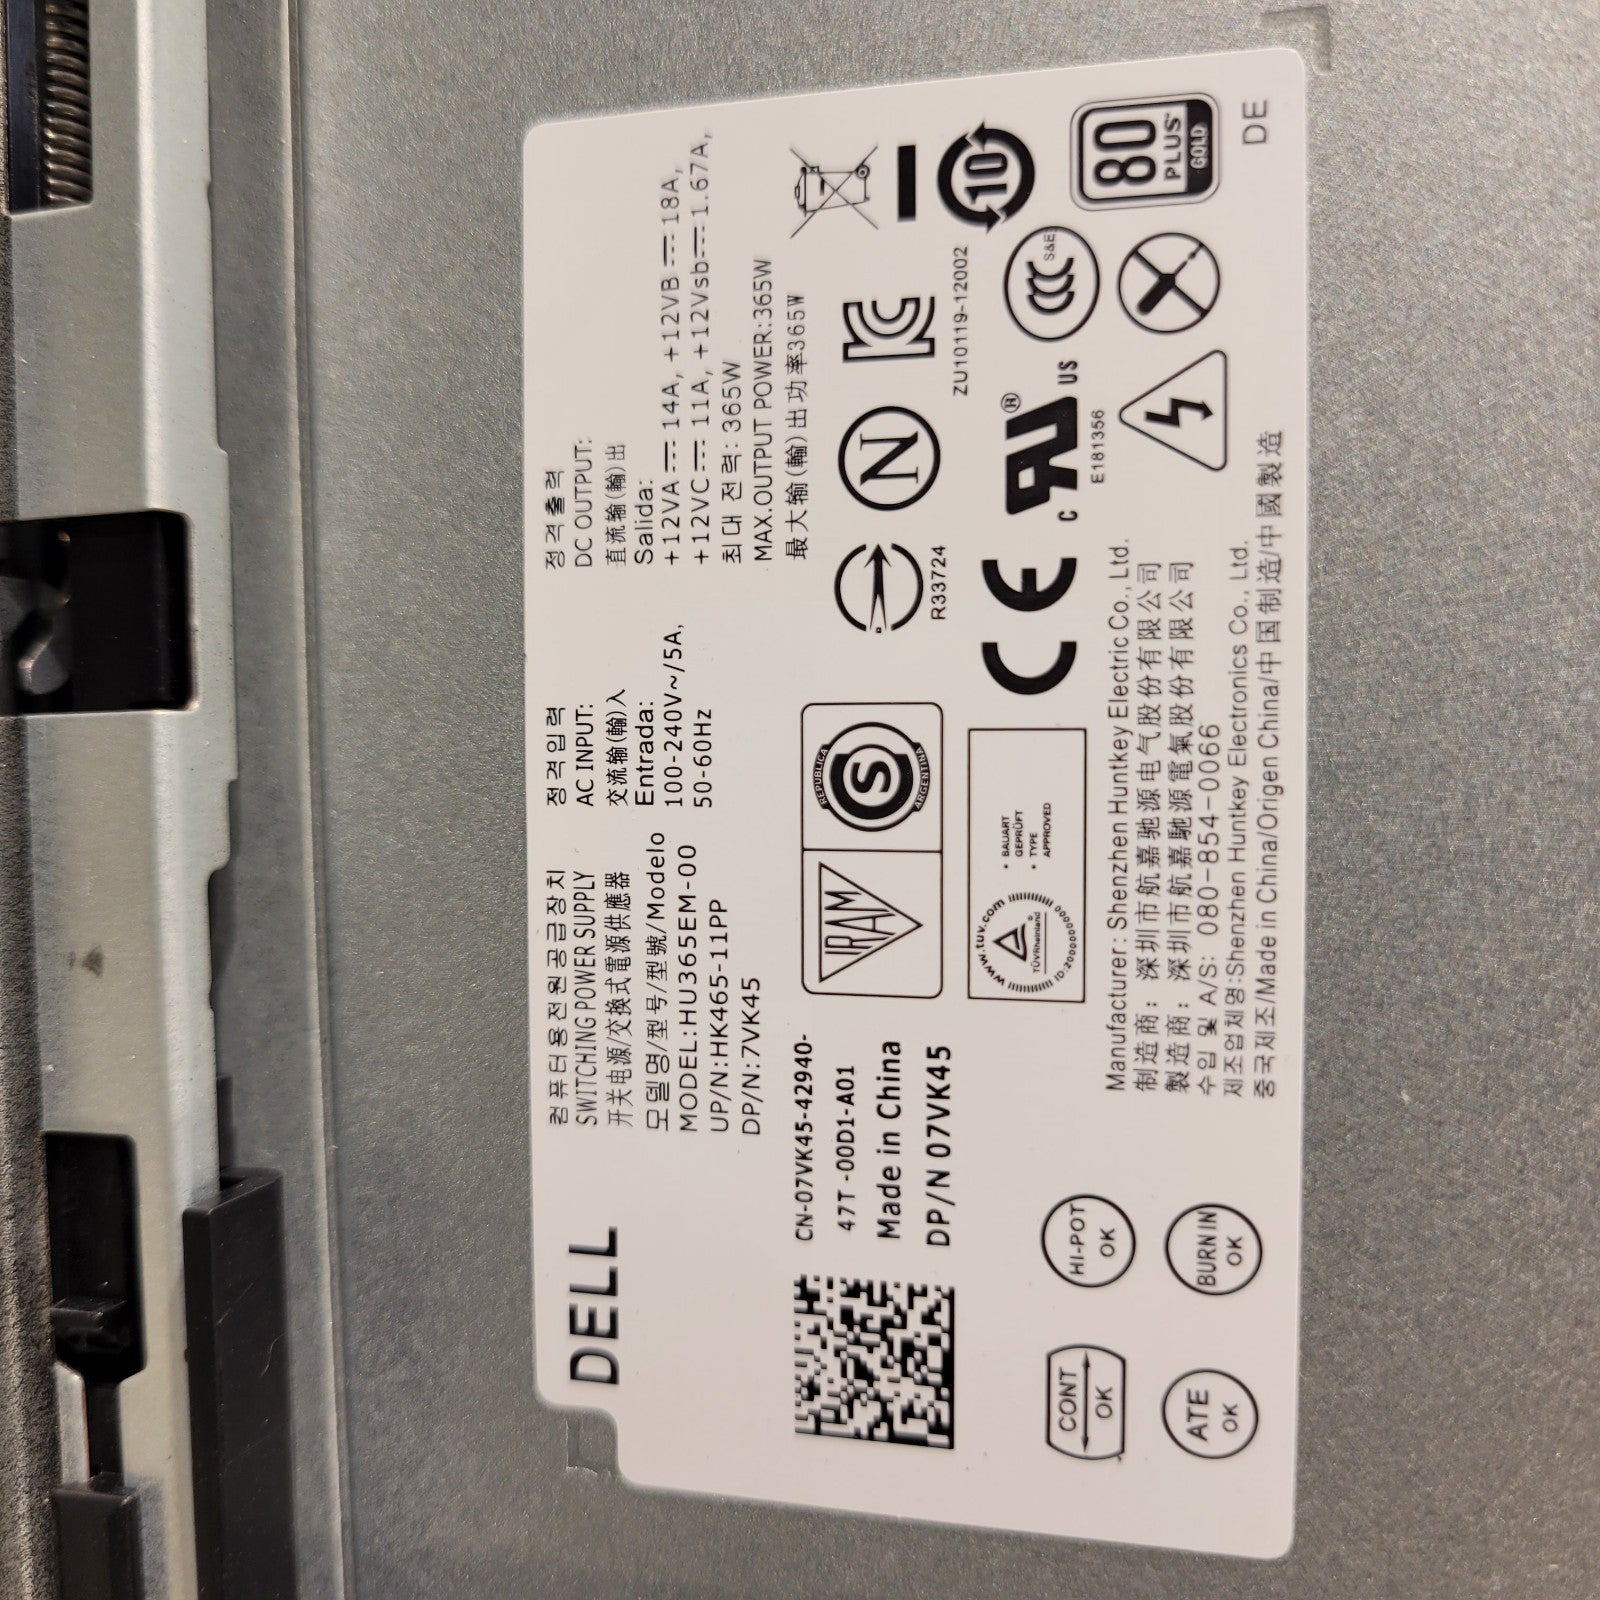 DELL
컴퓨터용전원공급장치
SWITCHING POWER SUPPLY
开关电源/交換式電源供應器
모델명/型号/型號/Modelo
MODEL:HU365EM-00
UP/N:HK465-11PP
DP/N:7VK45
정격입력
AC INPUT:
交流输(輸)入
Entrada:
100-240V~/5A,
50-60Hz
정격출력
DC OUTPUT:
直流输(輸)出
Salida:
+12VA⎓14A, +12VB⎓18A,
+12VC⎓11A, +12Vsb⎓1.67A,
최대 전력: 365W
MAX.OUTPUT POWER:365W
最大输(輸)出功率365W
CN-07VK45-42940-
47T-00D1-A01
Made in China
DP/N 07VK45
IRAM
REPUBLICA
S
ARGENTINA
R33724
N
ZU10119-12002
10
www.tuv.com
TÜVRheinland
• BAUART
GEPRÜFT
• TYPE
APPROVED
CE
C
US
®
E181356
CCC
S&E
80
PLUS
GOLD
DE
HI-POT
OK
BURNIN
OK
CONT
OK
ATE
OK
Manufacturer: Shenzhen Huntkey Electric Co., Ltd.
制造商: 深圳市航嘉驰源电气股份有限公司
製造商: 深圳市航嘉馳源電氣股份有限公司
수입 및 A/S: 080-854-0066
제조업체명:Shenzhen Huntkey Electronics Co., Ltd.
중국제조/Made in China/Origen China/中国制造/中國製造